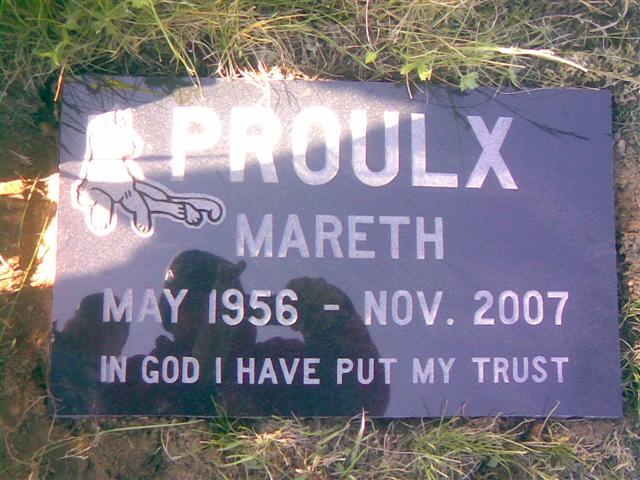 PROULX
MARETH
MAY 1956 - NOV. 2007
IN GOD I HAVE PUT MY TRUST